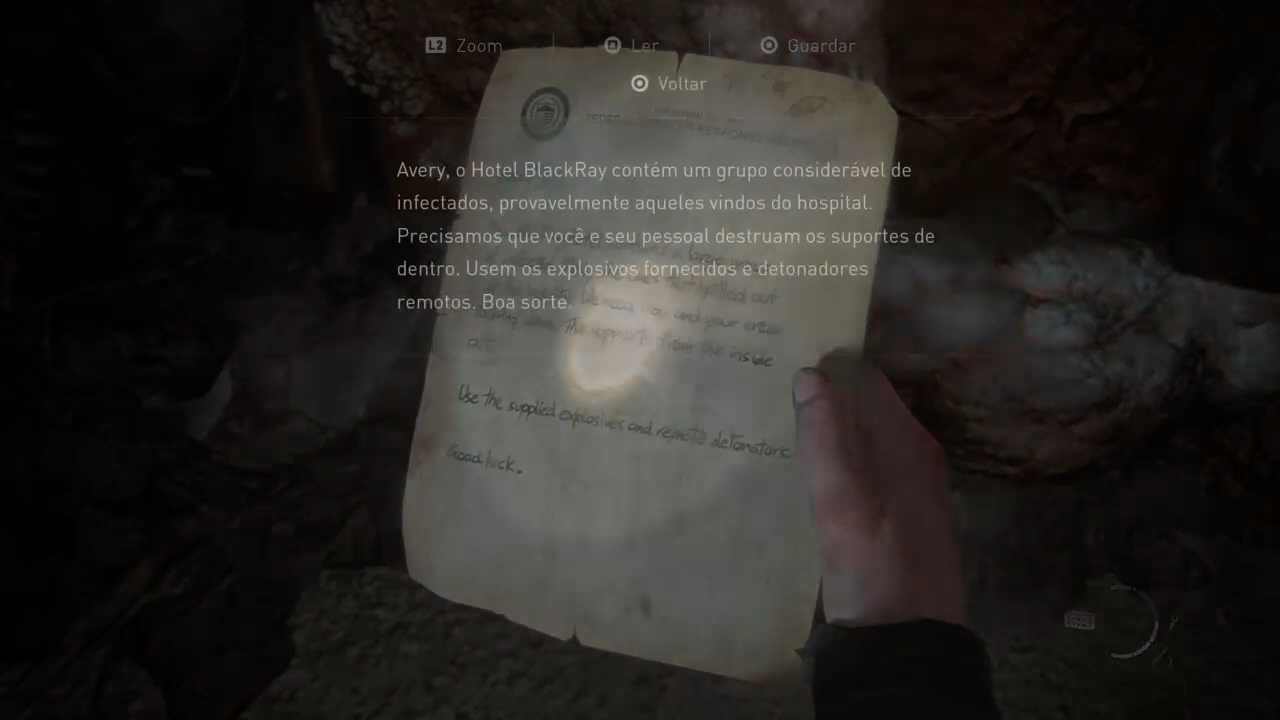 L2 Zoom
Ler
Guardar
Voltar
Avery, o Hotel BlackRay contém um grupo considerável de
infectados, provavelmente aqueles vindos do hospital.
Precisamos que você e seu pessoal destruam os suportes de
dentro. Usem os explosivos fornecidos e detonadores
remotos. Boa sorte.
RESPONSE
a large
that spilled out
We need you and your crew
The supports from the inside
out.
Use the supplied explosives and remote detonators.
Good luck.